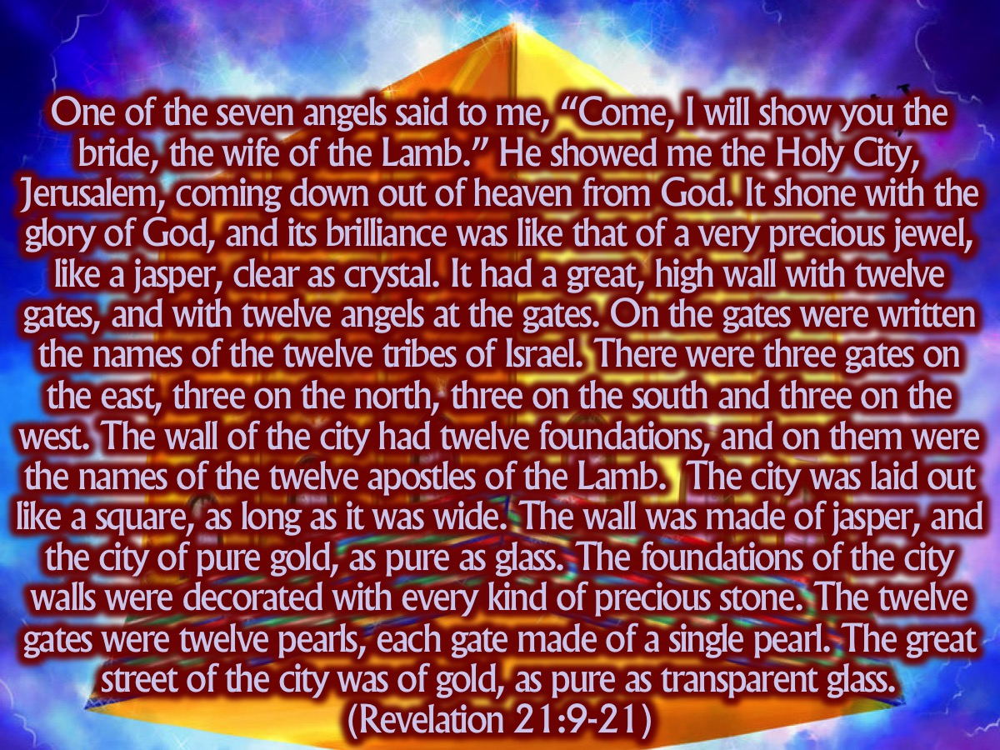 One of the seven angels said to me, “Come, I will show you the
bride, the wife of the Lamb.” He showed me the Holy City,
Jerusalem, coming down out of heaven from God. It shone with the
glory of God, and its brilliance was like that of a very precious jewel,
like a jasper, clear as crystal. It had a great, high wall with twelve
gates, and with twelve angels at the gates. On the gates were written
the names of the twelve tribes of Israel. There were three gates on
the east, three on the north, three on the south and three on the
west. The wall of the city had twelve foundations, and on them were
the names of the twelve apostles of the Lamb.  The city was laid out
like a square, as long as it was wide. The wall was made of jasper, and
the city of pure gold, as pure as glass. The foundations of the city
walls were decorated with every kind of precious stone. The twelve
gates were twelve pearls, each gate made of a single pearl. The great
street of the city was of gold, as pure as transparent glass.
(Revelation 21:9-21)